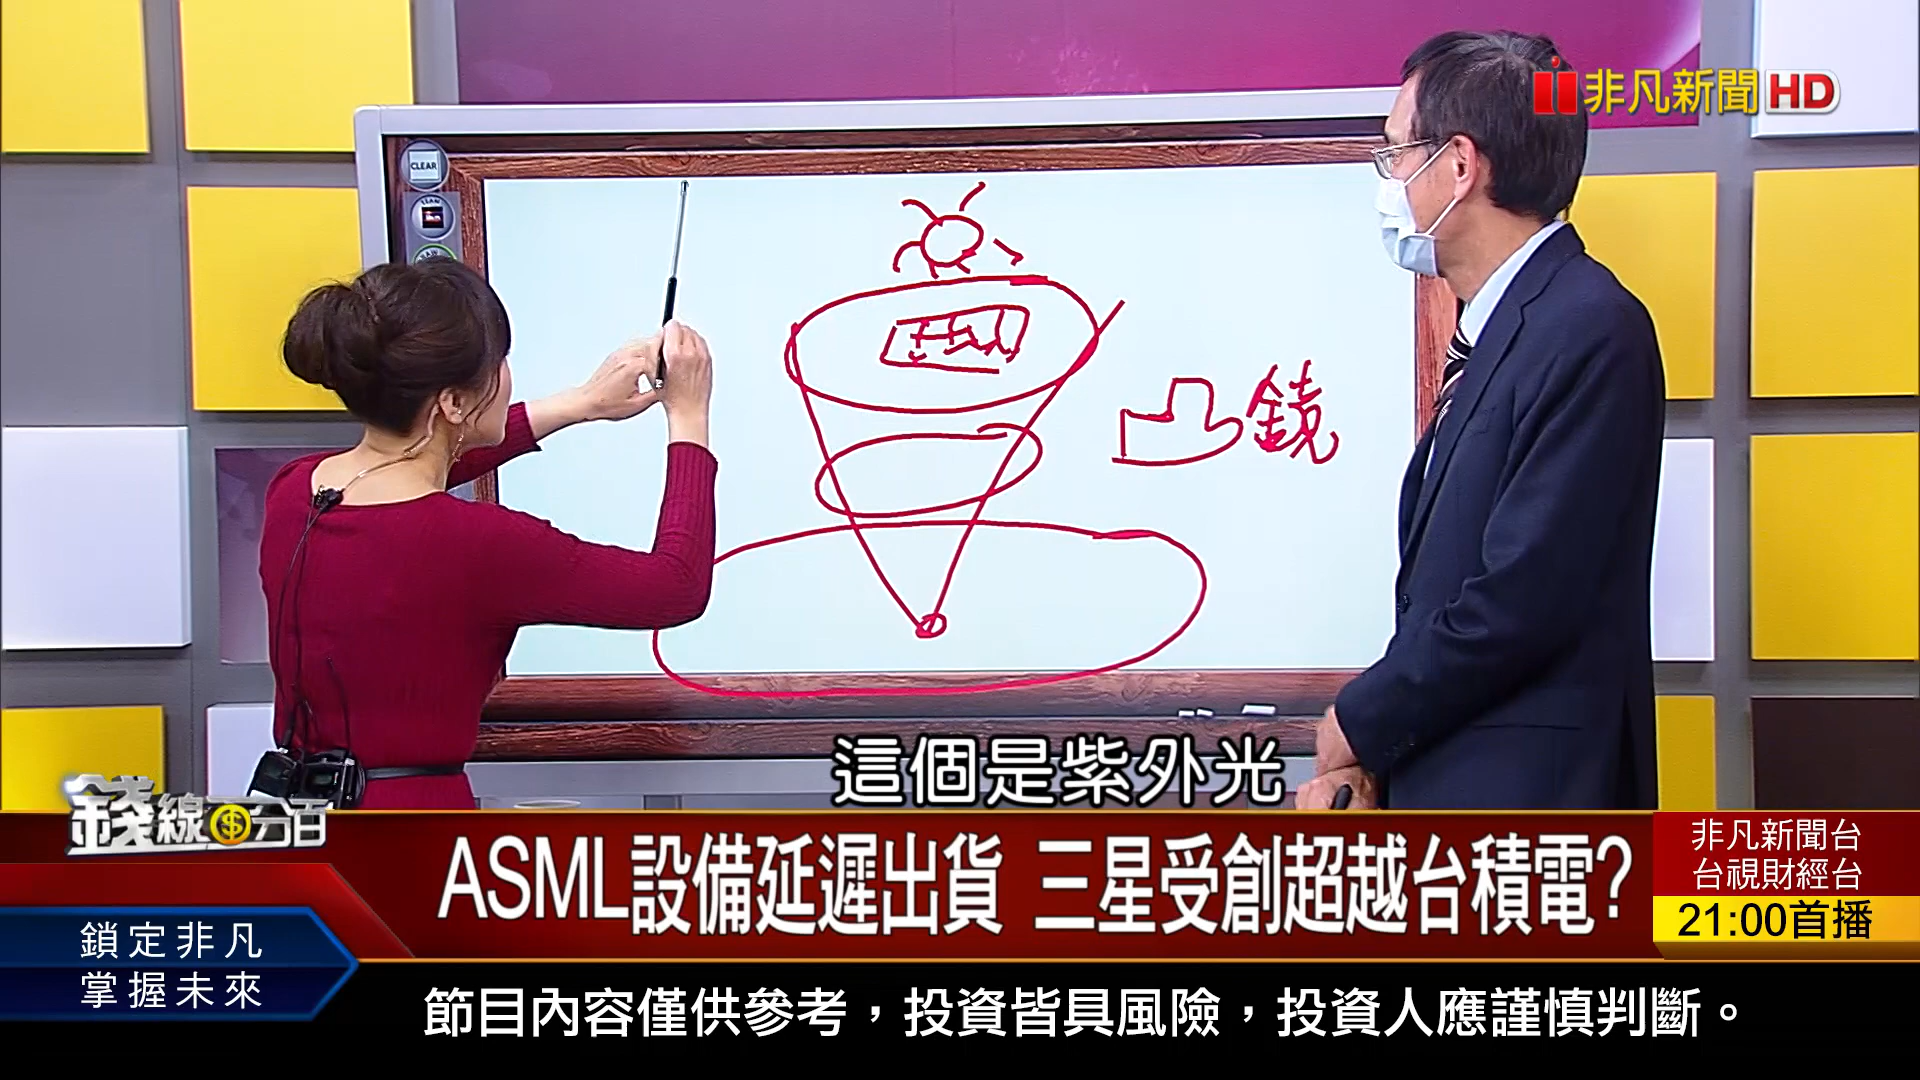 非凡新聞HD
CLEAR
凸鏡
這個是紫外光
錢線百分百
ASML設備延遲出貨 三星受創超越台積電?
非凡新聞台
台視財經台
21:00首播
鎖定非凡
掌握未來
節目內容僅供參考，投資皆具風險，投資人應謹慎判斷。